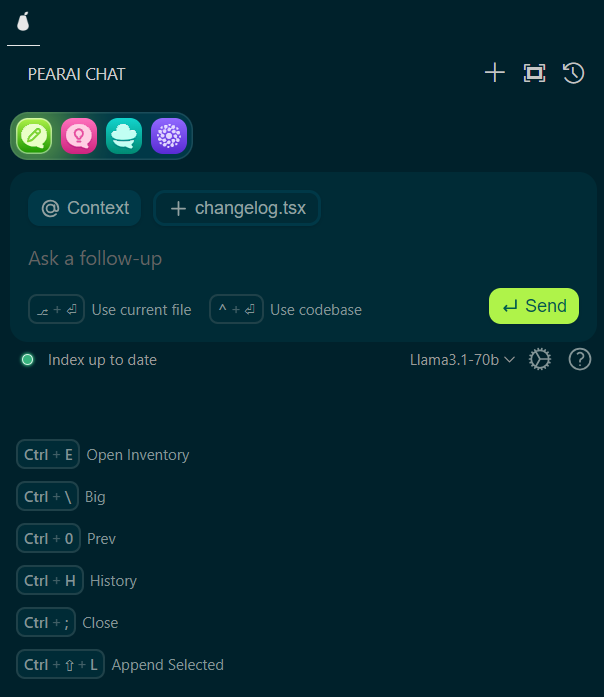 PEARAI CHAT
@ Context + changelog.tsx
Ask a follow-up
⌥ + ⏎ Use current file ^ + ⏎ Use codebase
↵ Send
Index up to date Llama3.1-70b
Ctrl + E Open Inventory
Ctrl + \ Big
Ctrl + 0 Prev
Ctrl + H History
Ctrl + ; Close
Ctrl + ⇧ + L Append Selected